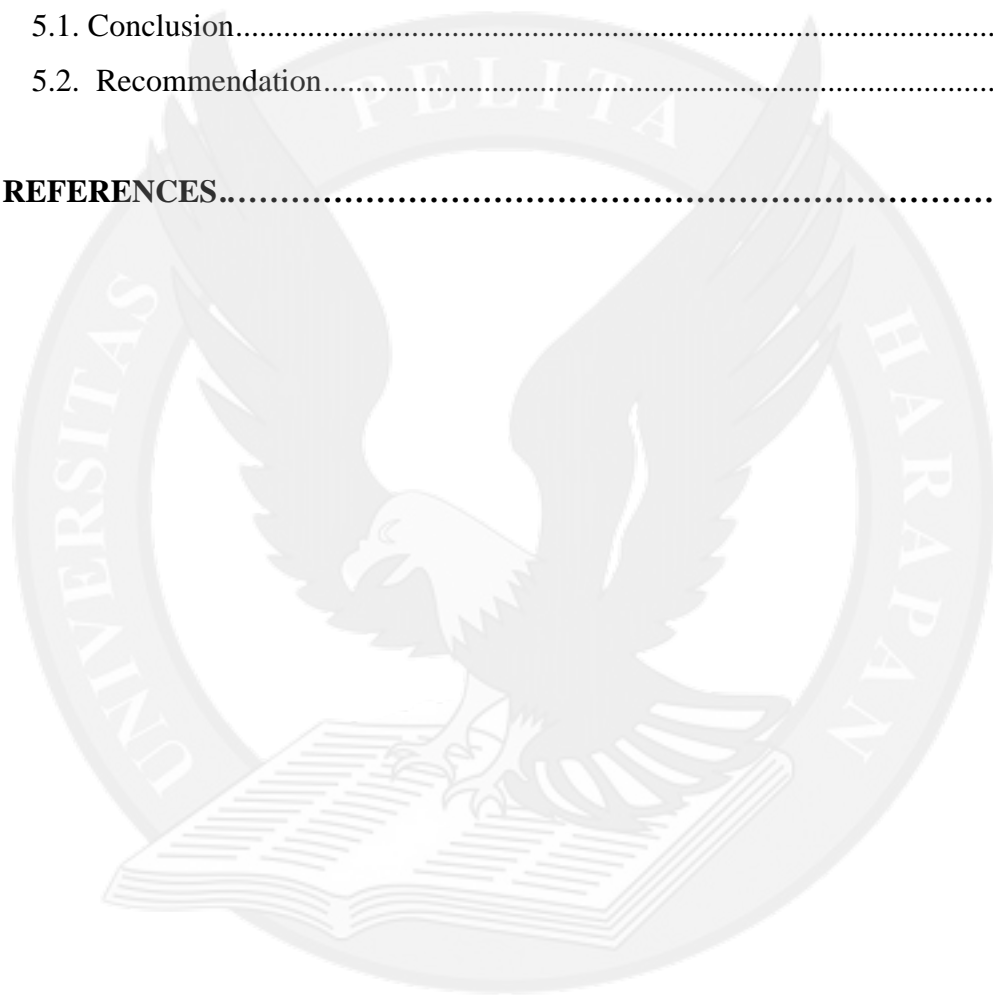 5.1. Conclusion....................................................................................................
5.2.  Recommendation.........................................................................................
REFERENCES..……………………………………………………………………
UNIVERSITAS PELITA HARAPAN